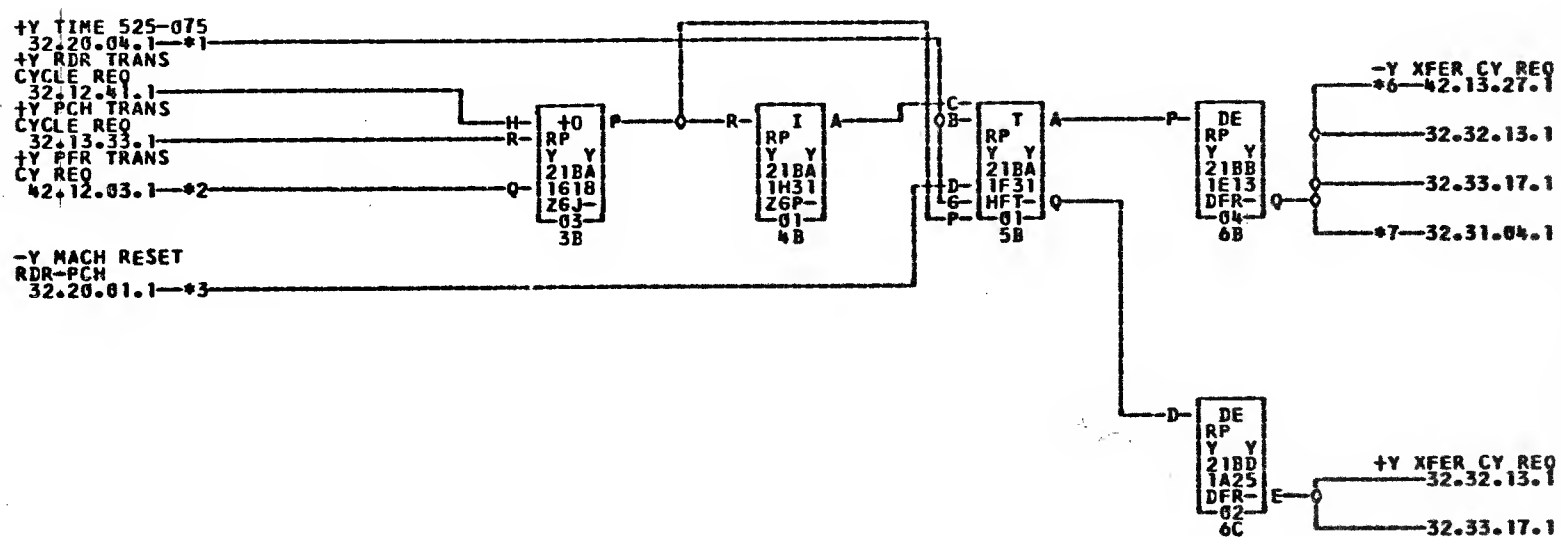 +Y TIME 525-075
32.20.04.1—*1
+Y RDR TRANS
CYCLE REQ
32.12.41.1
+Y PCH TRANS
CYCLE REQ
32.13.33.1
+Y PFR TRANS
CY REQ
42.12.03.1—*2
-Y MACH RESET
RDR-PCH
32.20.01.1—*3
H
R
Q
+O
RP
Y Y
21BA
1618
Z6J-
-03-
3B
P
R
I
RP
Y Y
21BA
1H31
Z6P-
-01-
4B
A
C
B
D
G
P
T
RP
Y Y
21BA
1F31
HFT-
01
5B
A
Q
P
DE
RP
Y Y
21BB
1E13
DFR-
-04-
6B
Q
-Y XFER CY REQ
*6—42.13.27.1
32.32.13.1
32.33.17.1
*7—32.31.04.1
D
DE
RP
Y Y
21BD
1A25
DFR-
-02-
6C
E
+Y XFER CY REQ
32.32.13.1
32.33.17.1